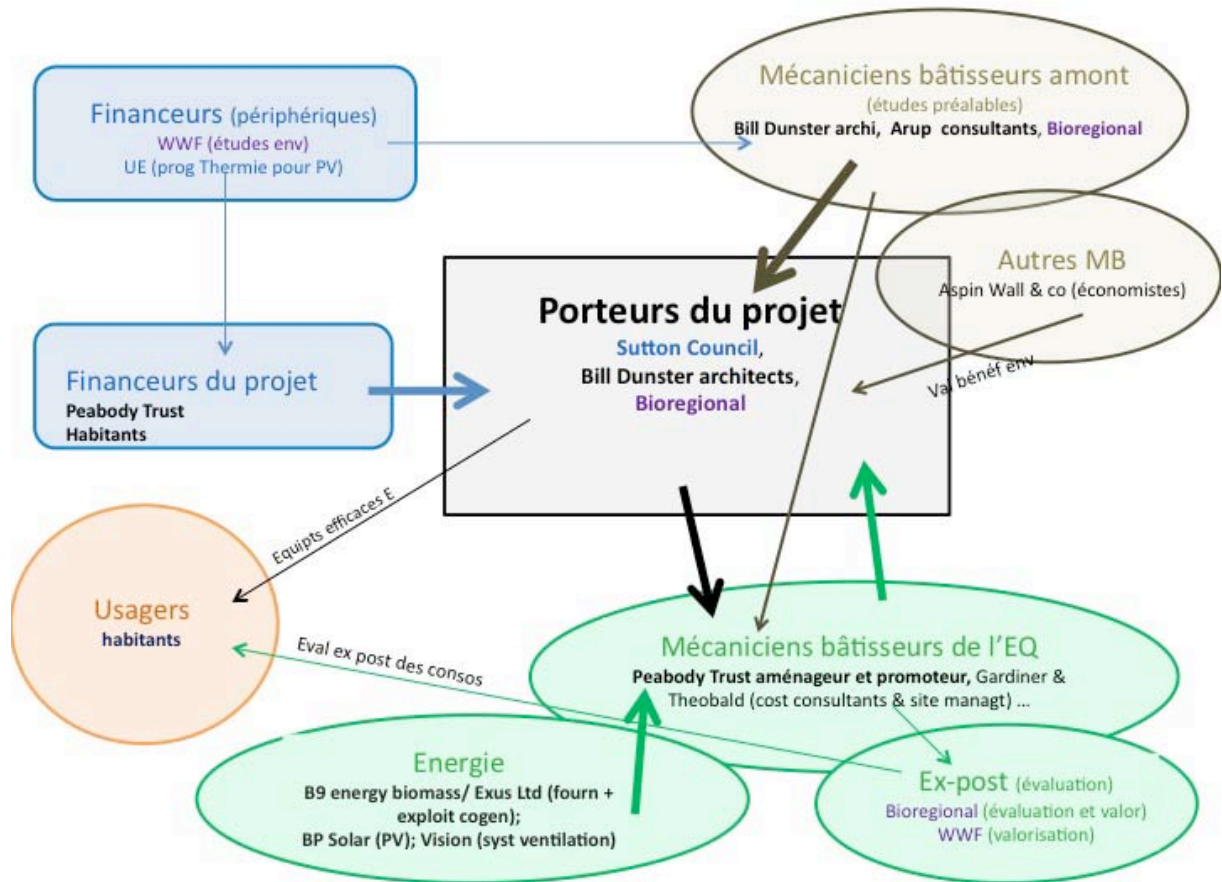 Financeurs (périphériques)
WWF (études env)
UE (prog Thermie pour PV)
Mécaniciens bâtisseurs amont
(études préalables)
Bill Dunster archi, Arup consultants, Bioregional
Autres MB
Aspin Wall & co (économistes)
Val bénéf env
Porteurs du projet
Sutton Council,
Bill Dunster architects,
Bioregional
Financeurs du projet
Peabody Trust
Habitants
Equipts efficaces E
Usagers
habitants
Eval ex post des consos
Mécaniciens bâtisseurs de l'EQ
Peabody Trust aménageur et promoteur, Gardiner &
Theobald (cost consultants & site managt) ...
Energie
B9 energy biomass/ Exus Ltd (fourn +
exploit cogen);
BP Solar (PV); Vision (syst ventilation)
Ex-post (évaluation)
Bioregional (évaluation et valor)
WWF (valorisation)